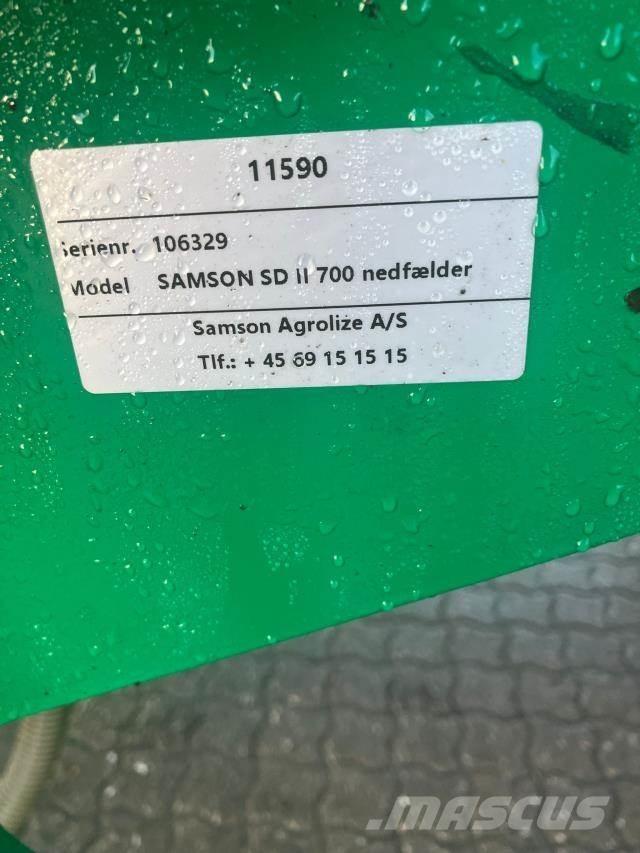 11590
Serienr. 106329
Model SAMSON SD II 700 nedfælder
Samson Agrolize A/S
Tlf.: + 45 69 15 15 15
MASCUS